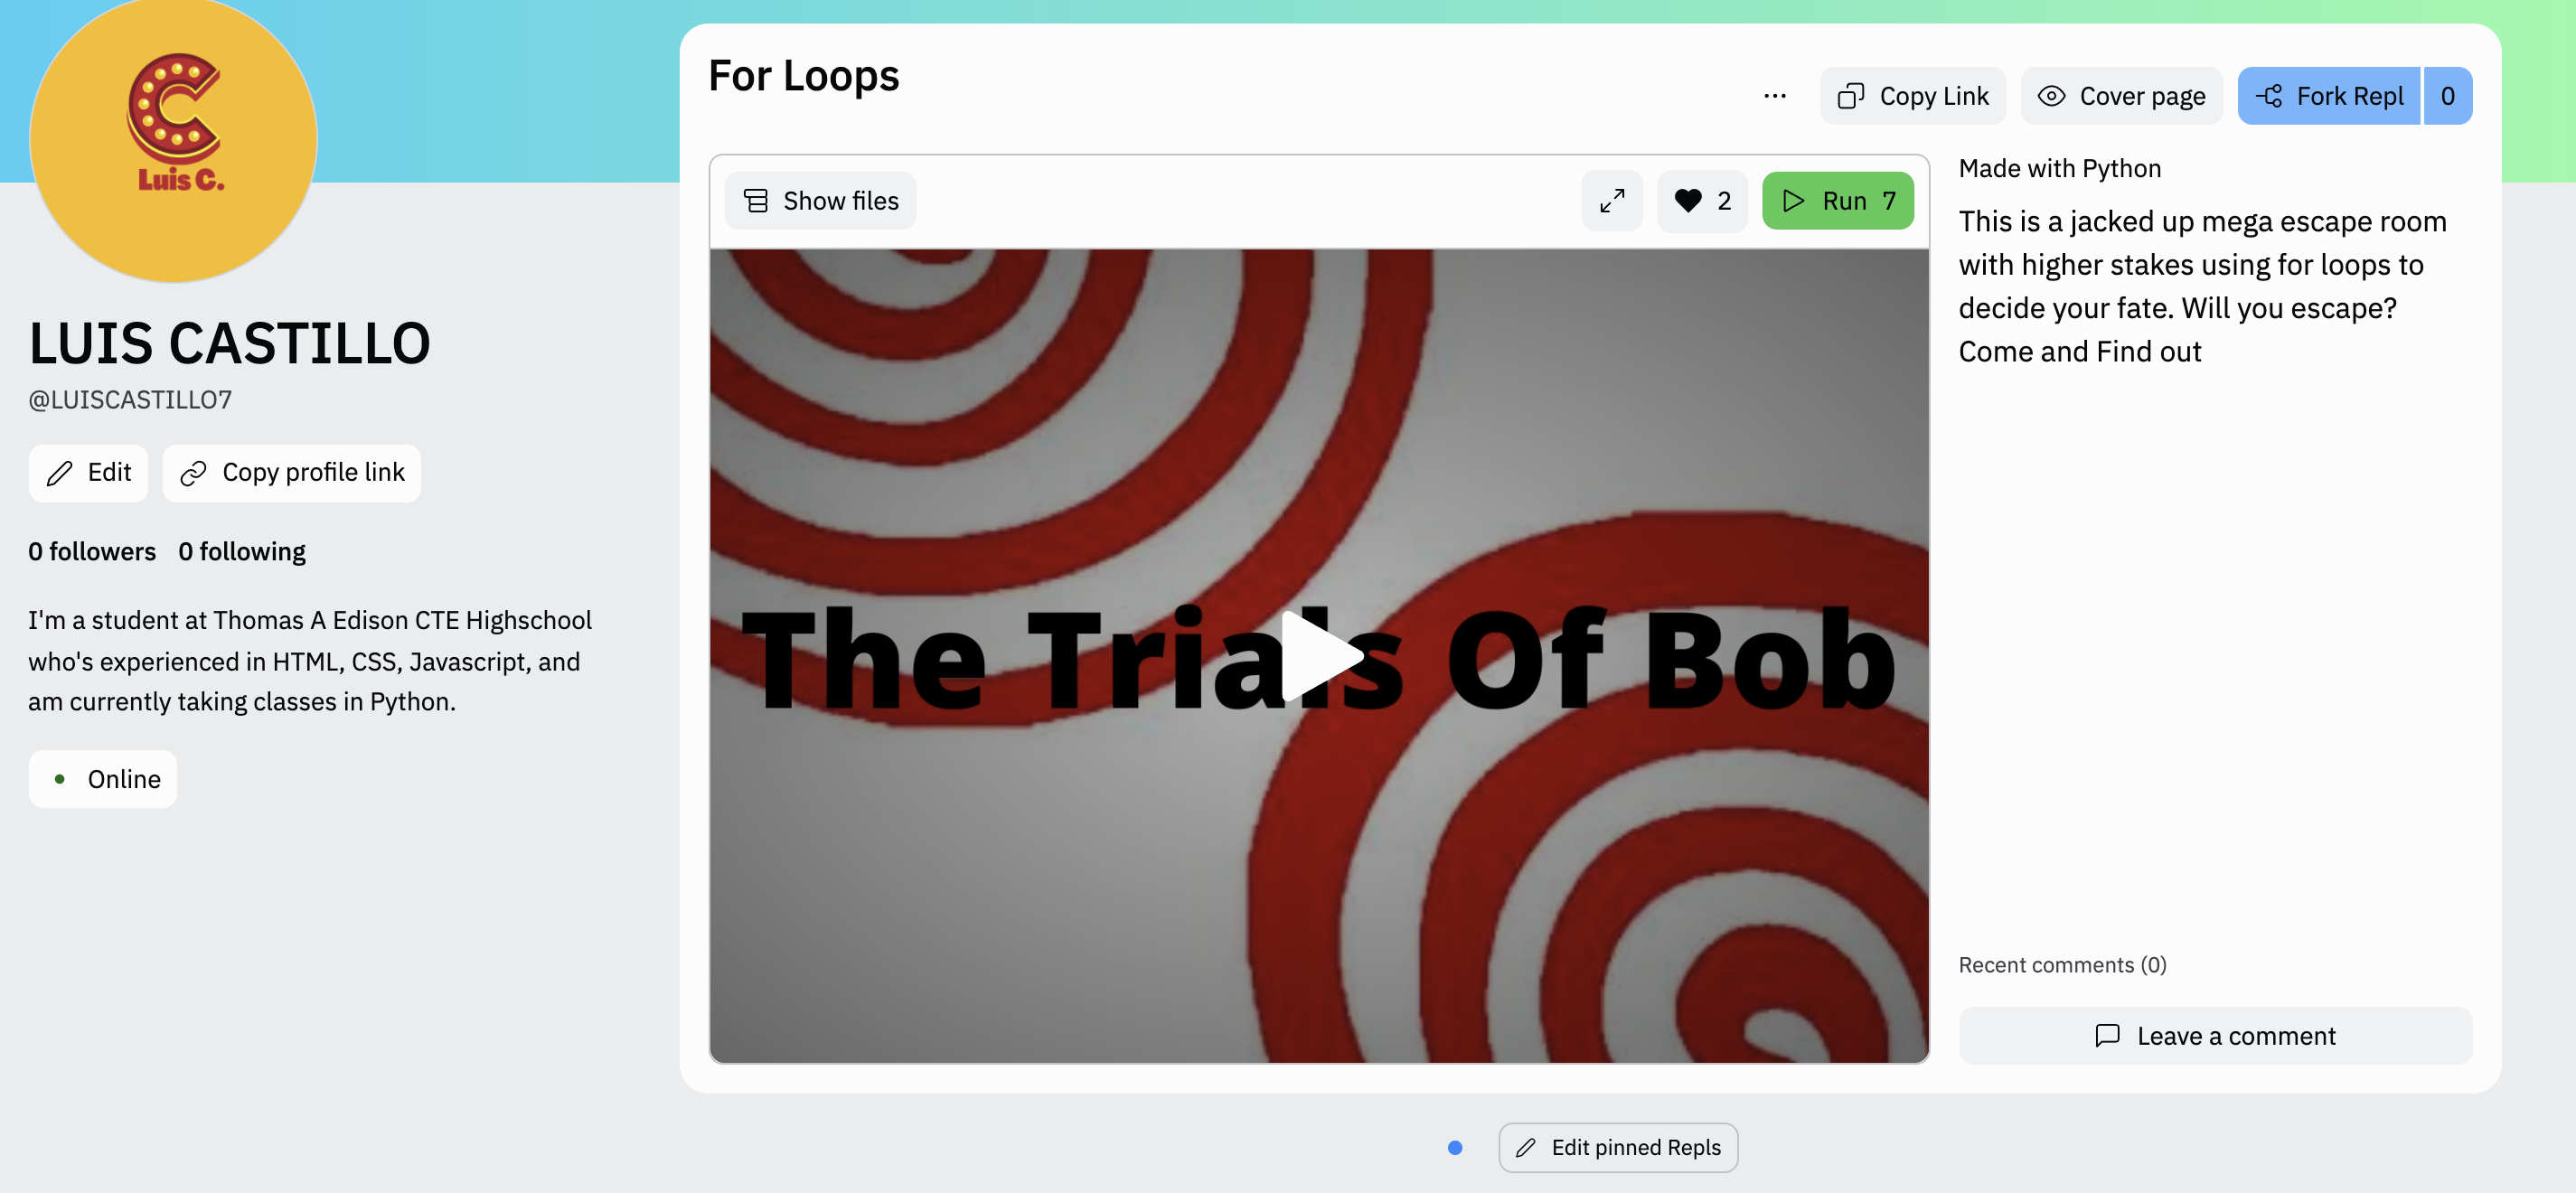 C
Luis C.
LUIS CASTILLO
@LUISCASTILLO7
Edit
Copy profile link
0 followers 0 following
I'm a student at Thomas A Edison CTE Highschool
who's experienced in HTML, CSS, Javascript, and
am currently taking classes in Python.
Online
For Loops
... Copy Link Cover page Fork Repl 0
Show files
2 Run 7
The Trials Of Bob
Made with Python
This is a jacked up mega escape room
with higher stakes using for loops to
decide your fate. Will you escape?
Come and Find out
Recent comments (0)
Leave a comment
Edit pinned Repls